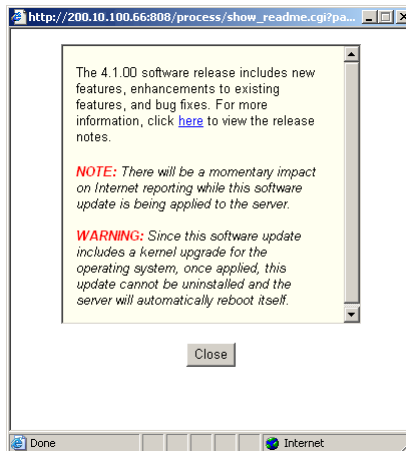 http://200.10.100.66:808/process/show_readme.cgi?pa...
The 4.1.00 software release includes new
features, enhancements to existing
features, and bug fixes. For more
information, click here to view the release
notes.
NOTE: There will be a momentary impact
on Internet reporting while this software
update is being applied to the server.
WARNING: Since this software update
includes a kernel upgrade for the
operating system, once applied, this
update cannot be uninstalled and the
server will automatically reboot itself.
Close
Done
Internet